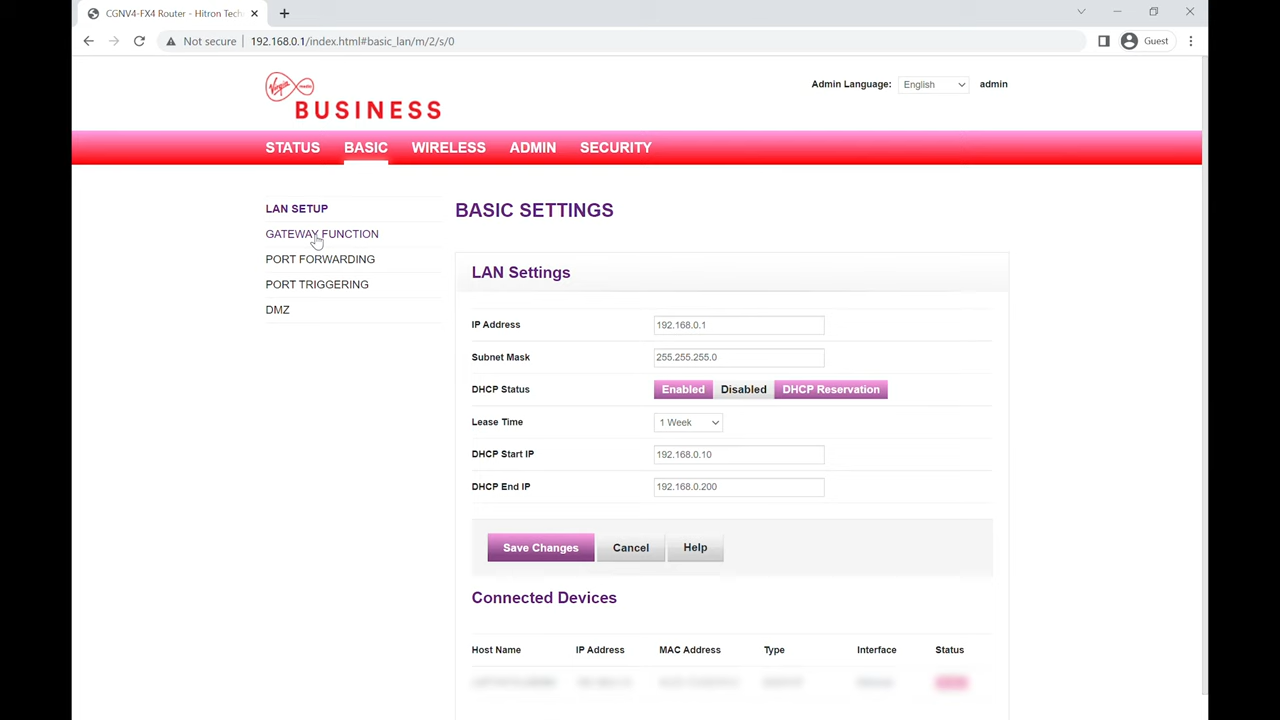 CGNV4-FX4 Router - Hitron Tech
Not secure
192.168.0.1/index.html#basic_lan/m/2/s/0
Guest
Virgin media
BUSINESS
Admin Language:
English
admin
STATUS
BASIC
WIRELESS
ADMIN
SECURITY
LAN SETUP
GATEWAY FUNCTION
PORT FORWARDING
PORT TRIGGERING
DMZ
BASIC SETTINGS
LAN Settings
IP Address
192.168.0.1
Subnet Mask
255.255.255.0
DHCP Status
Enabled
Disabled
DHCP Reservation
Lease Time
1 Week
DHCP Start IP
192.168.0.10
DHCP End IP
192.168.0.200
Save Changes
Cancel
Help
Connected Devices
Host Name
IP Address
MAC Address
Type
Interface
Status